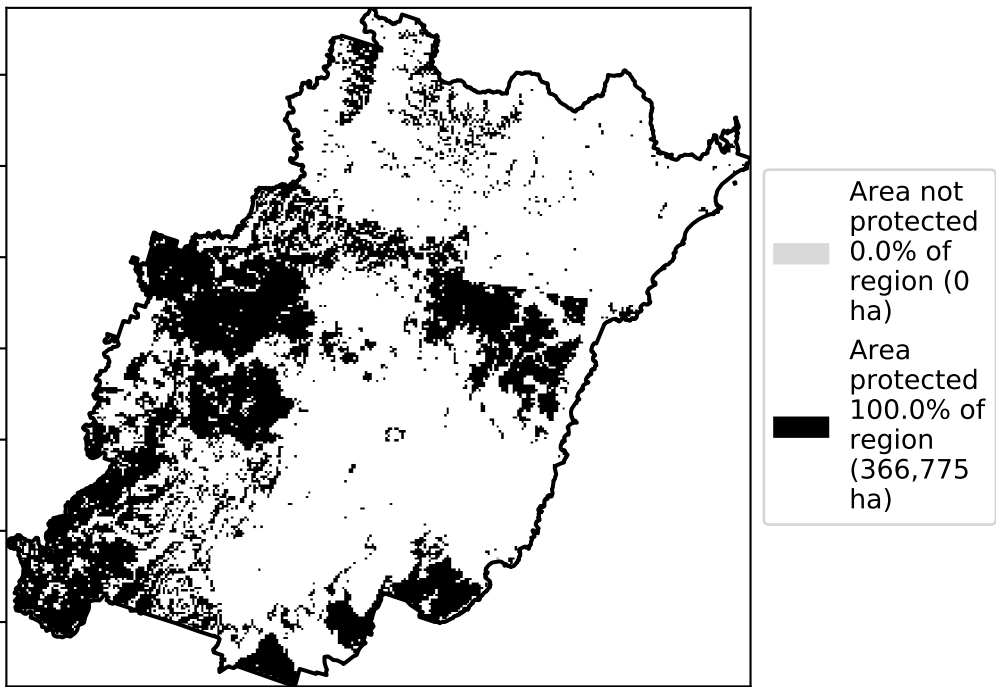 Area not
protected
0.0% of
region (0
ha)
Area
protected
100.0% of
region
(366,775
ha)